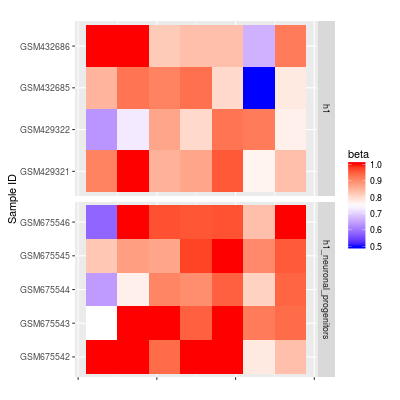 GSM432686
GSM432685
GSM429322
GSM429321
h1
GSM675546
GSM675545
GSM675544
GSM675543
GSM675542
h1_neuronal_progenitors
Sample ID
beta
1.0
0.9
0.8
0.7
0.6
0.5